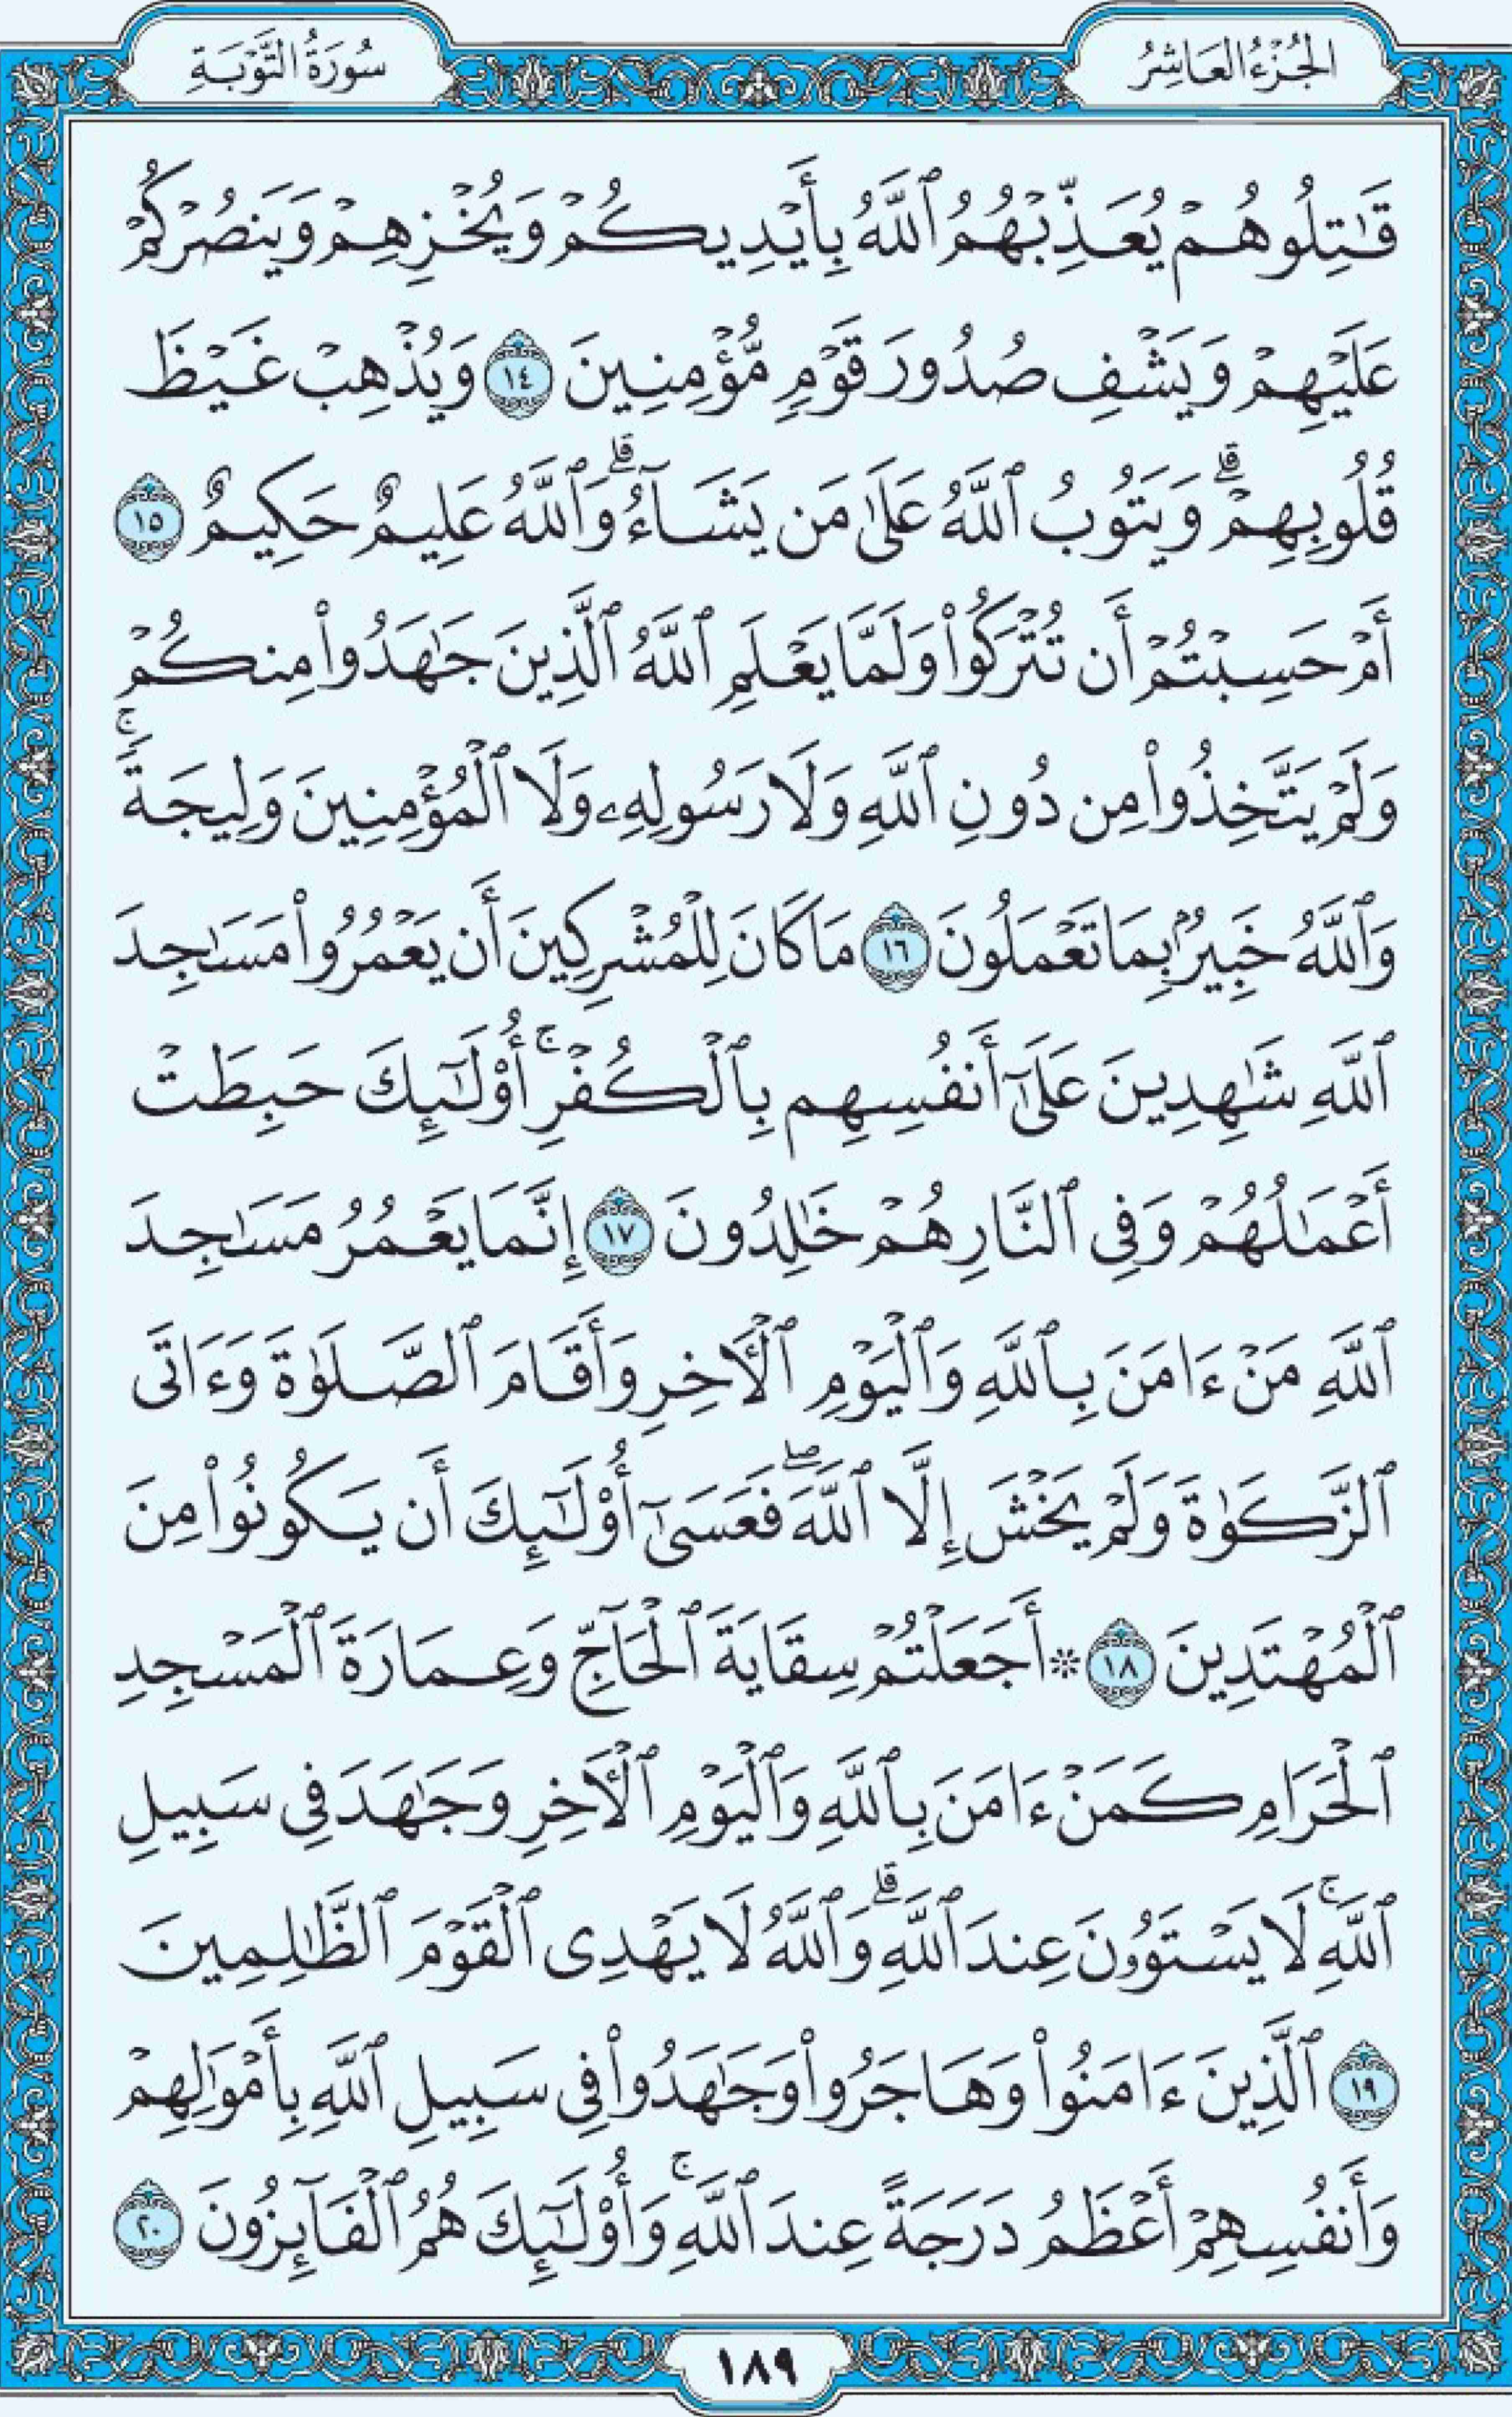 الجُزْءُ العَاشِرُ
سُورَةُ التَّوْبَةِ
قَٰتِلُوهُمْ يُعَذِّبْهُمُ ٱللَّهُ بِأَيْدِيكُمْ وَيُخْزِهِمْ وَيَنصُرْكُمْ
عَلَيْهِمْ وَيَشْفِ صُدُورَ قَوْمٍ مُّؤْمِنِينَ ١٤ وَيُذْهِبْ غَيْظَ
قُلُوبِهِمْۗ وَيَتُوبُ ٱللَّهُ عَلَىٰ مَن يَشَآءُۗ وَٱللَّهُ عَلِيمٌ حَكِيمٌ ١٥
أَمْ حَسِبْتُمْ أَن تُتْرَكُوا۟ وَلَمَّا يَعْلَمِ ٱللَّهُ ٱلَّذِينَ جَٰهَدُوا۟ مِنكُمْ
وَلَمْ يَتَّخِذُوا۟ مِن دُونِ ٱللَّهِ وَلَا رَسُولِهِۦ وَلَا ٱلْمُؤْمِنِينَ وَلِيجَةًۚ
وَٱللَّهُ خَبِيرٌۢ بِمَا تَعْمَلُونَ ١٦ مَا كَانَ لِلْمُشْرِكِينَ أَن يَعْمُرُوا۟ مَسَٰجِدَ
ٱللَّهِ شَٰهِدِينَ عَلَىٰٓ أَنفُسِهِم بِٱلْكُفْرِۚ أُو۟لَٰٓئِكَ حَبِطَتْ
أَعْمَٰلُهُمْ وَفِى ٱلنَّارِ هُمْ خَٰلِدُونَ ١٧ إِنَّمَا يَعْمُرُ مَسَٰجِدَ
ٱللَّهِ مَنْ ءَامَنَ بِٱللَّهِ وَٱلْيَوْمِ ٱلْءَاخِرِ وَأَقَامَ ٱلصَّلَوٰةَ وَءَاتَى
ٱلزَّكَوٰةَ وَلَمْ يَخْشَ إِلَّا ٱللَّهَۖ فَعَسَىٰٓ أُو۟لَٰٓئِكَ أَن يَكُونُوا۟ مِنَ
ٱلْمُهْتَدِينَ ١٨ ۞ أَجَعَلْتُمْ سِقَايَةَ ٱلْحَآجِّ وَعِمَارَةَ ٱلْمَسْجِدِ
ٱلْحَرَامِ كَمَنْ ءَامَنَ بِٱللَّهِ وَٱلْيَوْمِ ٱلْءَاخِرِ وَجَٰهَدَ فِى سَبِيلِ
ٱللَّهِۚ لَا يَسْتَوُۥنَ عِندَ ٱللَّهِۗ وَٱللَّهُ لَا يَهْدِى ٱلْقَوْمَ ٱلظَّٰلِمِينَ
١٩ ٱلَّذِينَ ءَامَنُوا۟ وَهَاجَرُوا۟ وَجَٰهَدُوا۟ فِى سَبِيلِ ٱللَّهِ بِأَمْوَٰلِهِمْ
وَأَنفُسِهِمْ أَعْظَمُ دَرَجَةً عِندَ ٱللَّهِۚ وَأُو۟لَٰٓئِكَ هُمُ ٱلْفَآئِزُونَ ٢٠
١٨٩